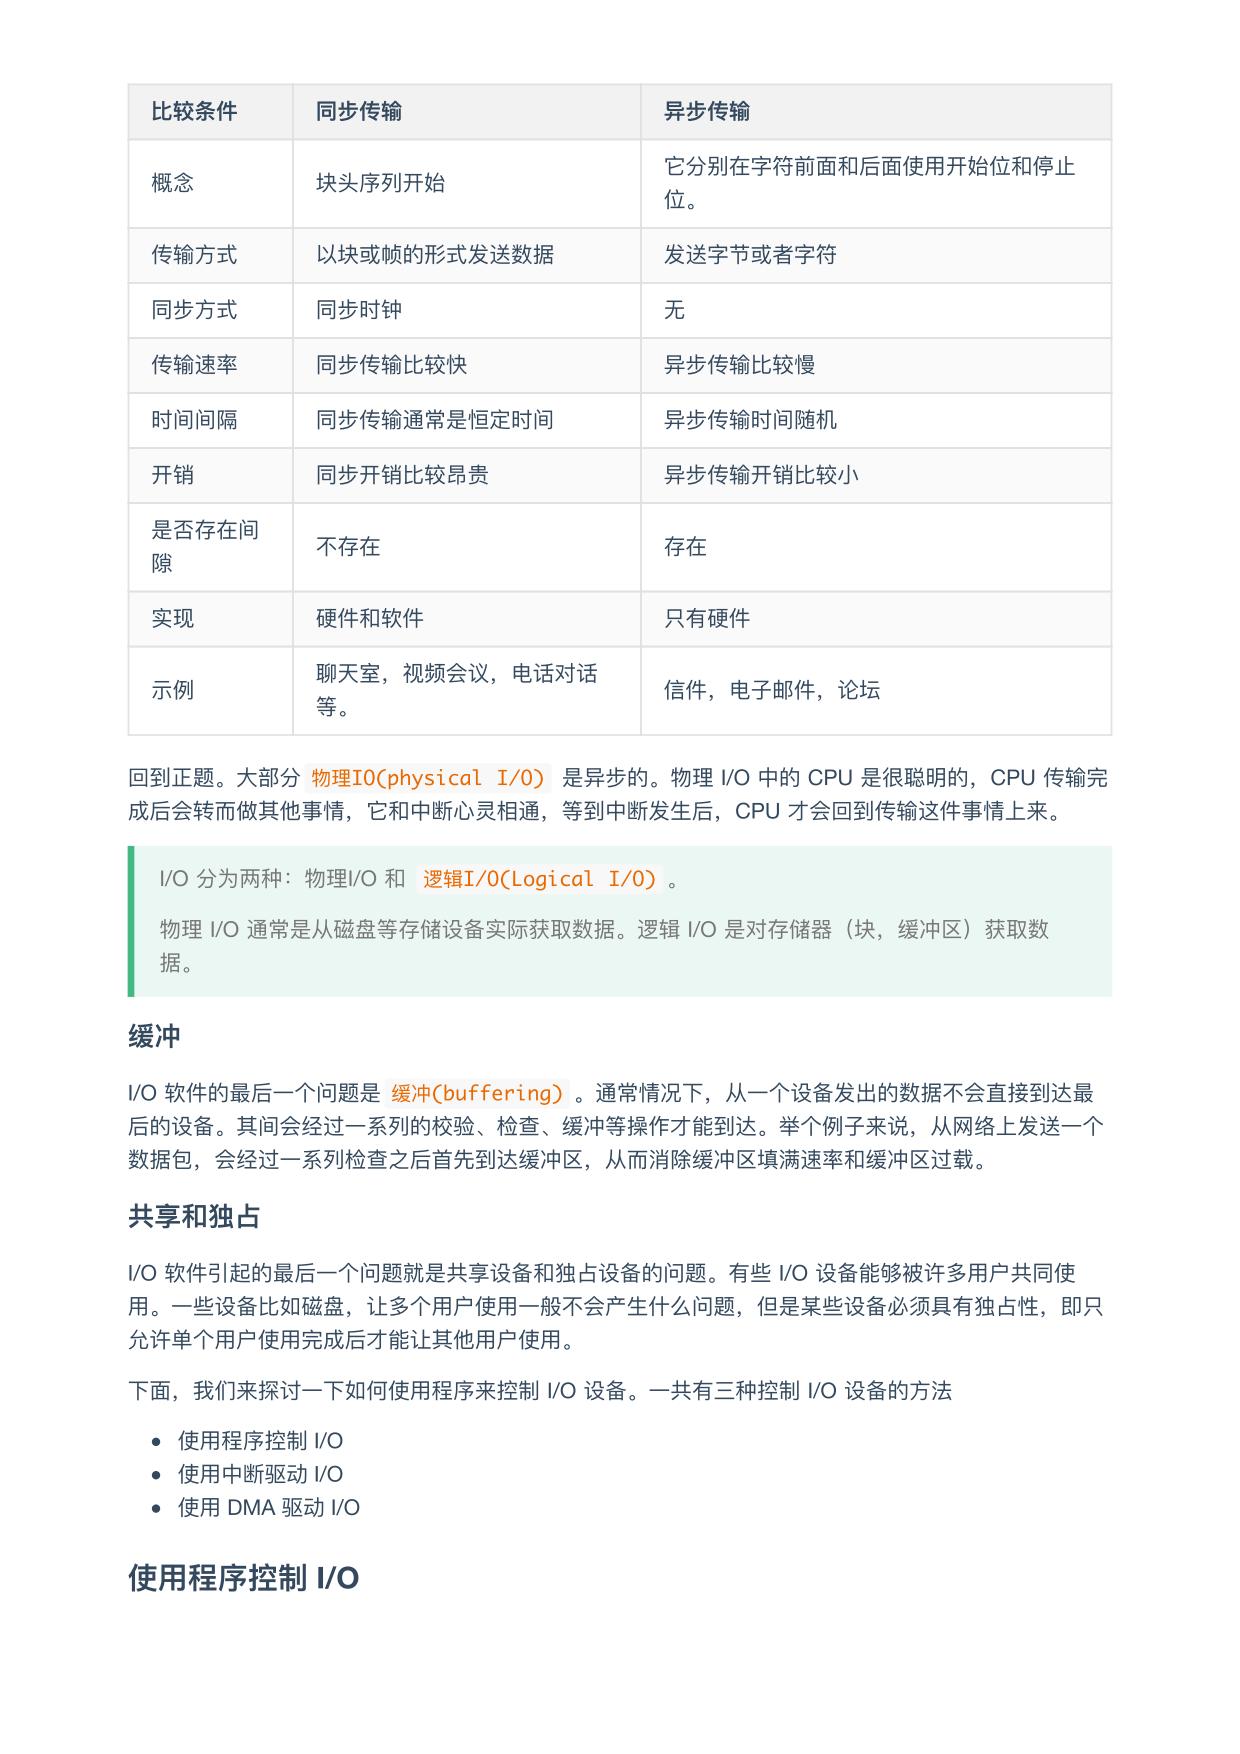 比较条件 同步传输 异步传输
概念 块头序列开始 它分别在字符前面和后面使用开始位和停止
位。
传输方式 以块或帧的形式发送数据 发送字节或者字符
同步方式 同步时钟 无
传输速率 同步传输比较快 异步传输比较慢
时间间隔 同步传输通常是恒定时间 异步传输时间随机
开销 同步开销比较昂贵 异步传输开销比较小
是否存在间
隙 不存在 存在
实现 硬件和软件 只有硬件
示例 聊天室，视频会议，电话对话
等。 信件，电子邮件，论坛
回到正题。大部分 物理IO(physical I/O) 是异步的。物理 I/O 中的 CPU 是很聪明的，CPU 传输完
成后会转而做其他事情，它和中断心灵相通，等到中断发生后，CPU 才会回到传输这件事情上来。
I/O 分为两种：物理I/O 和 逻辑I/O(Logical I/O) 。
物理 I/O 通常是从磁盘等存储设备实际获取数据。逻辑 I/O 是对存储器（块，缓冲区）获取数
据。
缓冲
I/O 软件的最后一个问题是 缓冲(buffering) 。通常情况下，从一个设备发出的数据不会直接到达最
后的设备。其间会经过一系列的校验、检查、缓冲等操作才能到达。举个例子来说，从网络上发送一个
数据包，会经过一系列检查之后首先到达缓冲区，从而消除缓冲区填满速率和缓冲区过载。
共享和独占
I/O 软件引起的最后一个问题就是共享设备和独占设备的问题。有些 I/O 设备能够被许多用户共同使
用。一些设备比如磁盘，让多个用户使用一般不会产生什么问题，但是某些设备必须具有独占性，即只
允许单个用户使用完成后才能让其他用户使用。
下面，我们来探讨一下如何使用程序来控制 I/O 设备。一共有三种控制 I/O 设备的方法
• 使用程序控制 I/O
• 使用中断驱动 I/O
• 使用 DMA 驱动 I/O
使用程序控制 I/O